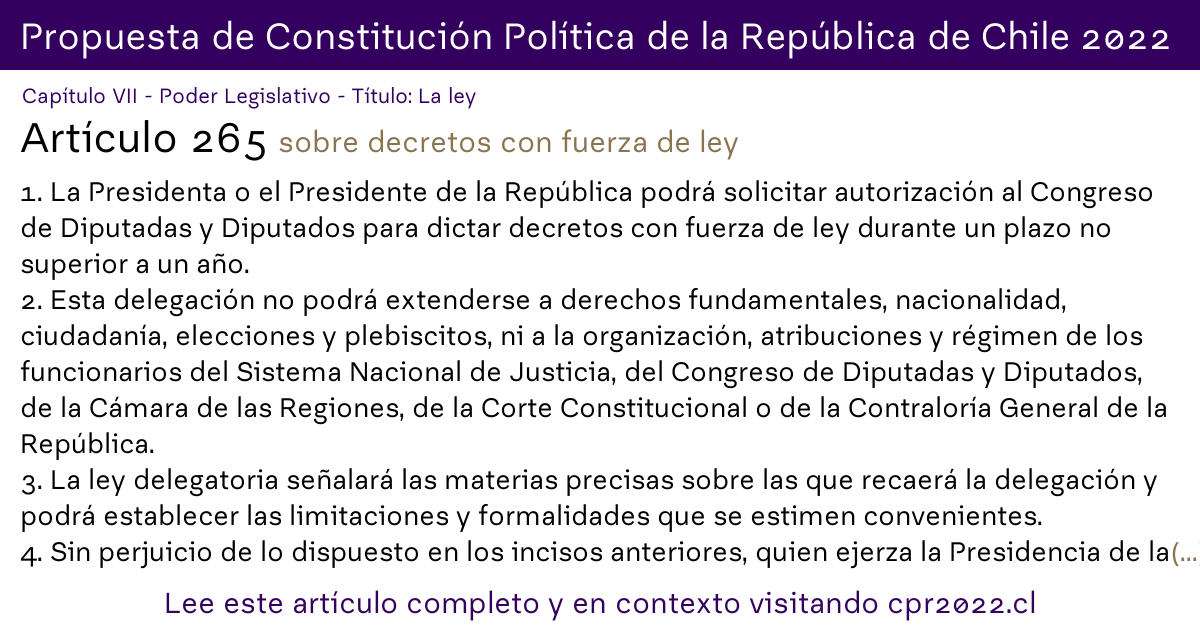 Propuesta de Constitución Política de la República de Chile 2022
Capítulo VII - Poder Legislativo - Título: La ley
Artículo 265 sobre decretos con fuerza de ley
1. La Presidenta o el Presidente de la República podrá solicitar autorización al Congreso
de Diputadas y Diputados para dictar decretos con fuerza de ley durante un plazo no
superior a un año.
2. Esta delegación no podrá extenderse a derechos fundamentales, nacionalidad,
ciudadanía, elecciones y plebiscitos, ni a la organización, atribuciones y régimen de los
funcionarios del Sistema Nacional de Justicia, del Congreso de Diputadas y Diputados,
de la Cámara de las Regiones, de la Corte Constitucional o de la Contraloría General de la
República.
3. La ley delegatoria señalará las materias precisas sobre las que recaerá la delegación y
podrá establecer las limitaciones y formalidades que se estimen convenientes.
4. Sin perjuicio de lo dispuesto en los incisos anteriores, quien ejerza la Presidencia de la(...
Lee este artículo completo y en contexto visitando cpr2022.cl